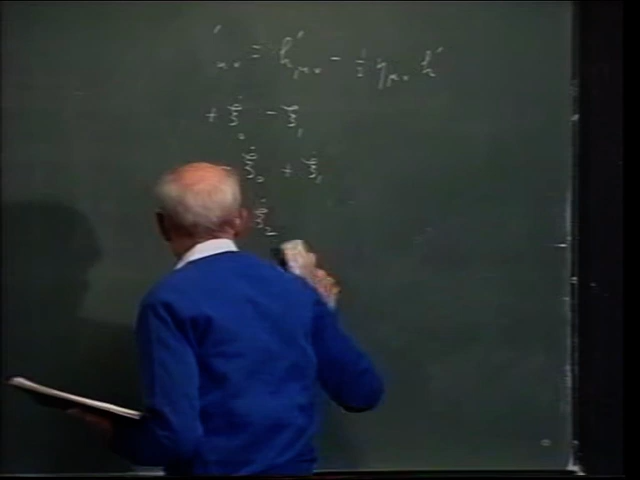 ′ μν = h′μν − ½ ημν h′
+ ξ̇₀ − ξ̇₁
ξ̇₀ + ξ̇₁
ξ̇₂